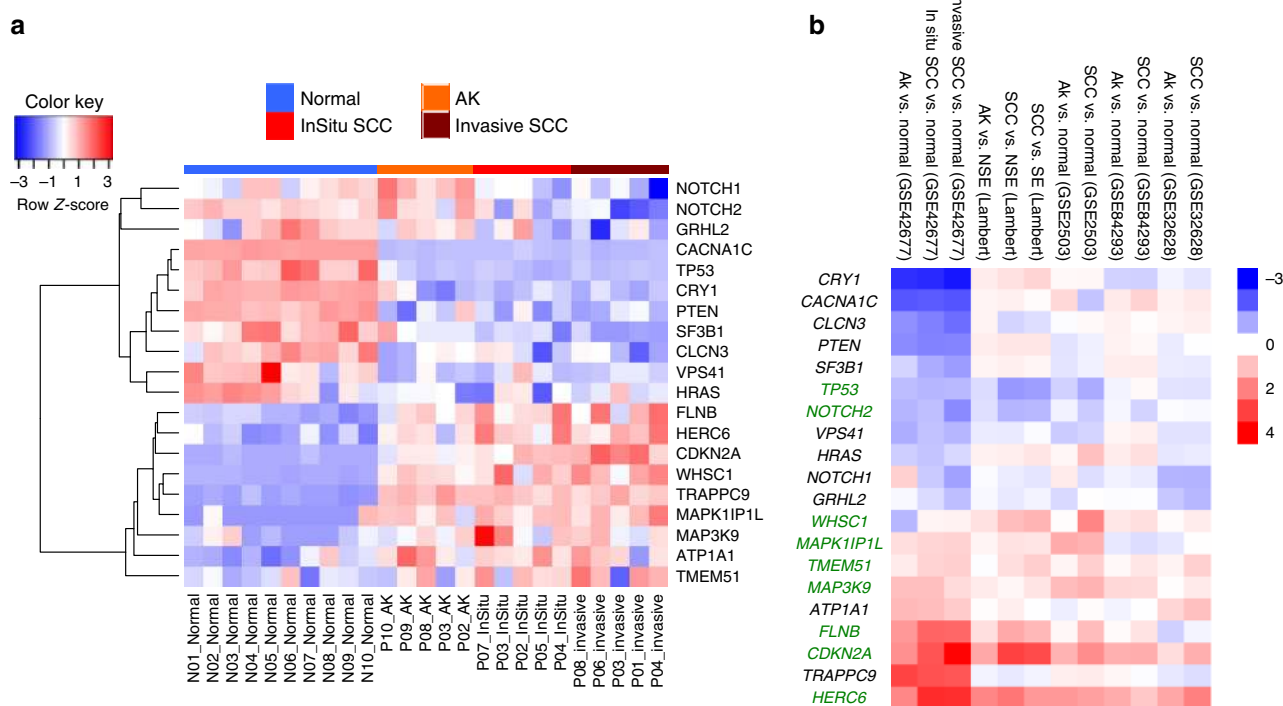 a
Color key
−3 −1 1 3
Row Z-score
Normal
InSitu SCC
AK
Invasive SCC
NOTCH1
NOTCH2
GRHL2
CACNA1C
TP53
CRY1
PTEN
SF3B1
CLCN3
VPS41
HRAS
FLNB
HERC6
CDKN2A
WHSC1
TRAPPC9
MAPK1IP1L
MAP3K9
ATP1A1
TMEM51
N01_Normal
N02_Normal
N03_Normal
N04_Normal
N05_Normal
N06_Normal
N07_Normal
N08_Normal
N09_Normal
N10_Normal
P10_AK
P09_AK
P08_AK
P03_AK
P02_AK
P07_InSitu
P03_InSitu
P02_InSitu
P05_InSitu
P04_InSitu
P08_invasive
P06_invasive
P03_invasive
P01_invasive
P04_invasive
b
Ak vs. normal (GSE42677)
In situ SCC vs. normal (GSE42677)
nvasive SCC vs. normal (GSE42677)
AK vs. NSE (Lambert)
SCC vs. NSE (Lambert)
SCC vs. SE (Lambert)
Ak vs. normal (GSE2503)
SCC vs. normal (GSE2503)
Ak vs. normal (GSE84293)
SCC vs. normal (GSE84293)
Ak vs. normal (GSE32628)
SCC vs. normal (GSE32628)
CRY1
CACNA1C
CLCN3
PTEN
SF3B1
TP53
NOTCH2
VPS41
HRAS
NOTCH1
GRHL2
WHSC1
MAPK1IP1L
TMEM51
MAP3K9
ATP1A1
FLNB
CDKN2A
TRAPPC9
HERC6
−3
0
2
4